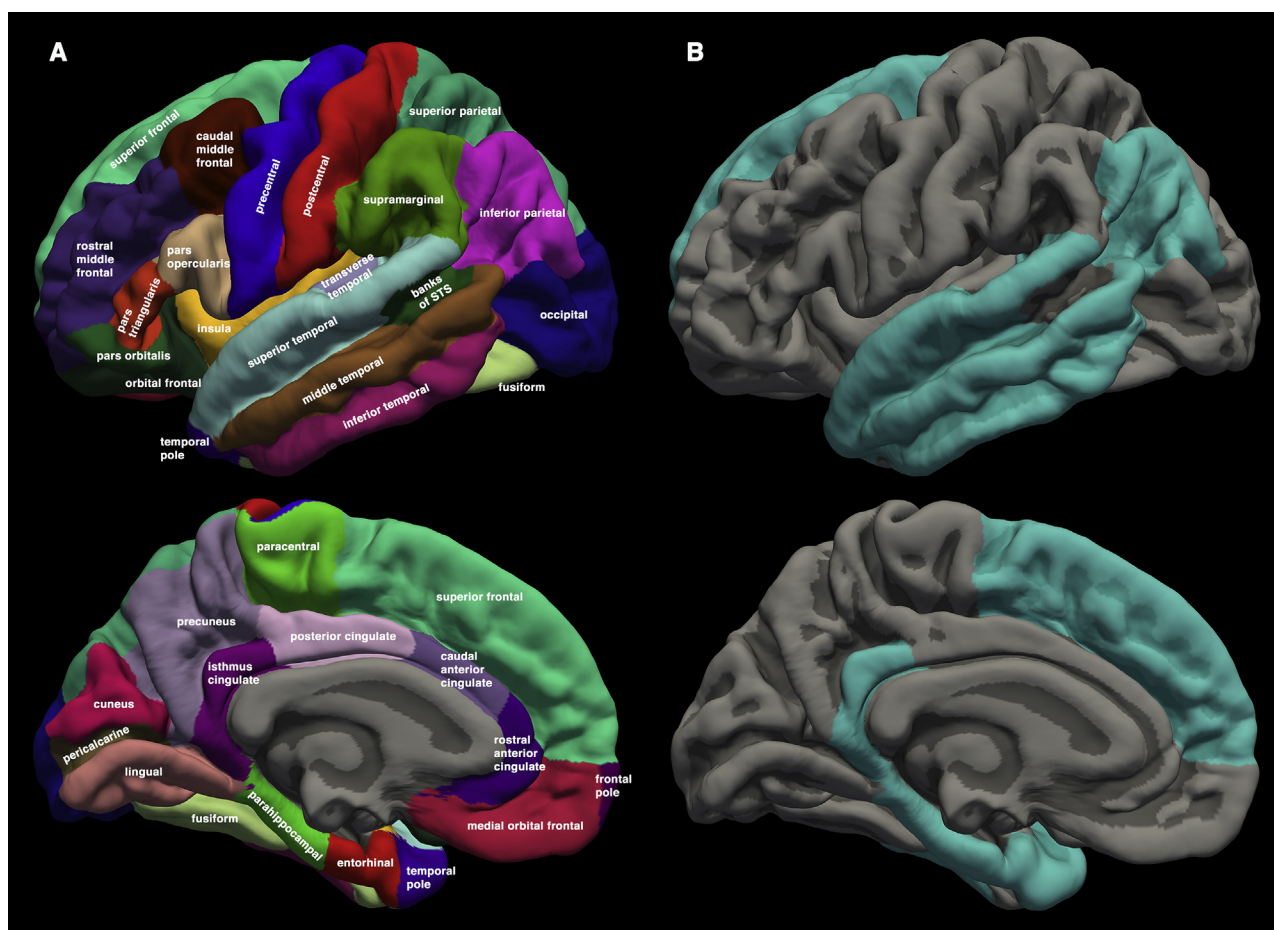 A
B
superior frontal
caudal
middle
frontal
precentral
postcentral
superior parietal
supramarginal
inferior parietal
rostral
middle
frontal
pars
opercularis
pars
triangularis
transverse
temporal
banks
of STS
insula
superior temporal
occipital
pars orbitalis
orbital frontal
middle temporal
inferior temporal
fusiform
temporal
pole
paracentral
superior frontal
precuneus
posterior cingulate
isthmus
cingulate
caudal
anterior
cingulate
cuneus
pericalcarine
lingual
rostral
anterior
cingulate
frontal
pole
fusiform
parahippocampal
medial orbital frontal
entorhinal
temporal
pole